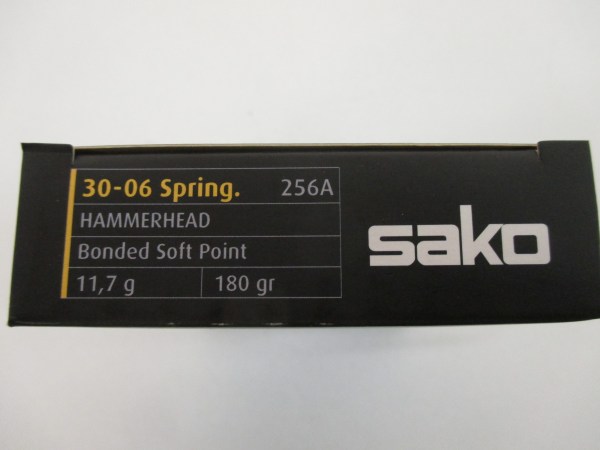 30-06 Spring. 256A
HAMMERHEAD
Bonded Soft Point
11,7 g 180 gr
sako